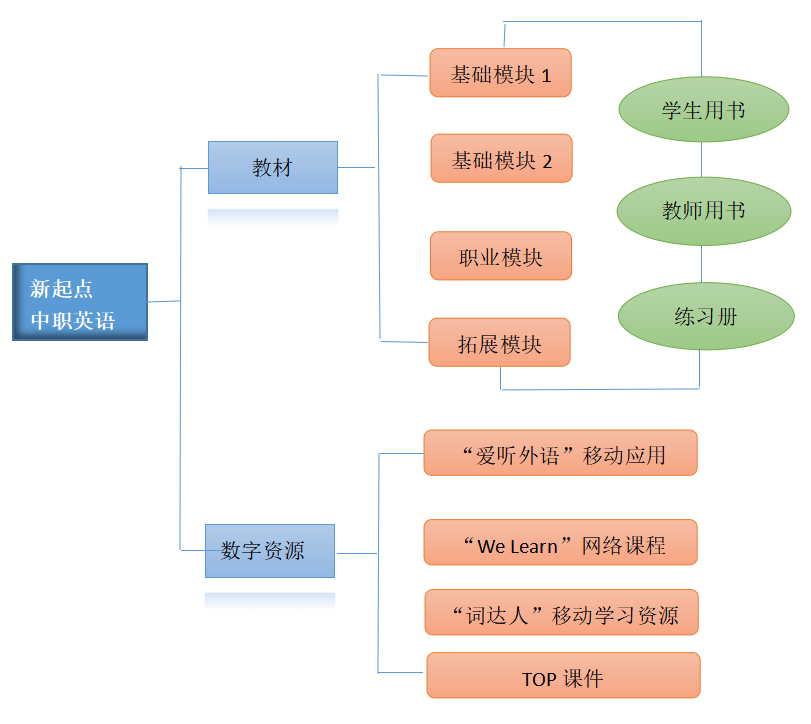 新起点
中职英语
教材
基础模块 1
基础模块 2
职业模块
拓展模块
学生用书
教师用书
练习册
数字资源
“爱听外语”移动应用
“We Learn”网络课程
“词达人”移动学习资源
TOP 课件